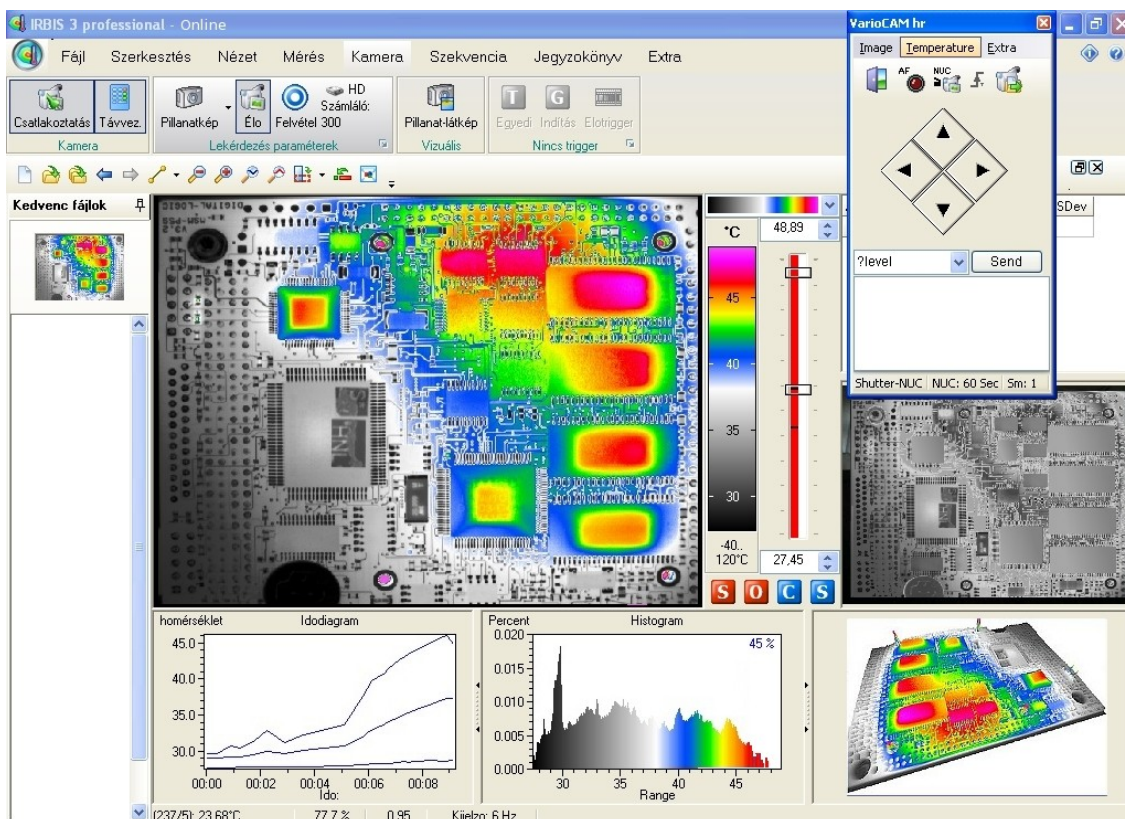 IRBIS 3 professional - Online
Fájl Szerkesztés Nézet Mérés Kamera Szekvencia Jegyzokönyv Extra
Csatlakoztatás Távvez.
Kamera
Pillanatkép Élo Felvétel HD Számláló: 300
Lekérdezés paraméterek
Pillanat-látkép
Vizuális
T G
Egyedi Indítás Elotrigger
Nincs trigger
Kedvenc fájlok
°C
48,89
45
40
35
30
-40..
120°C
27,45
S O C S
VarioCAM hr
Image Temperature Extra
AF NUC
?level Send
Shutter-NUC NUC: 60 Sec Sm: 1
SDev
homérséklet Idodiagram
45.0
40.0
35.0
30.0
00:00 00:02 00:04 00:06 00:08
Ido:
Percent Histogram
45 %
0.020
0.015
0.010
0.005
0.000
30 35 40 45
Range
(237/5): 23,68°C 77,7 % 0,95 Kijelzo: 6 Hz